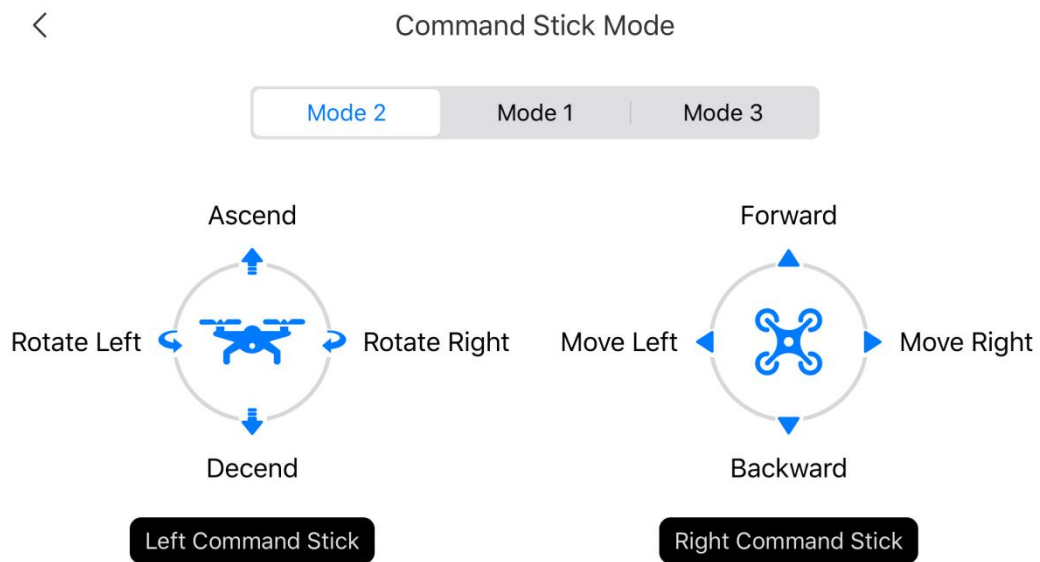 Command Stick Mode
Mode 2 Mode 1 Mode 3
Ascend Forward
Rotate Left Rotate Right Move Left Move Right
Decend Backward
Left Command Stick Right Command Stick